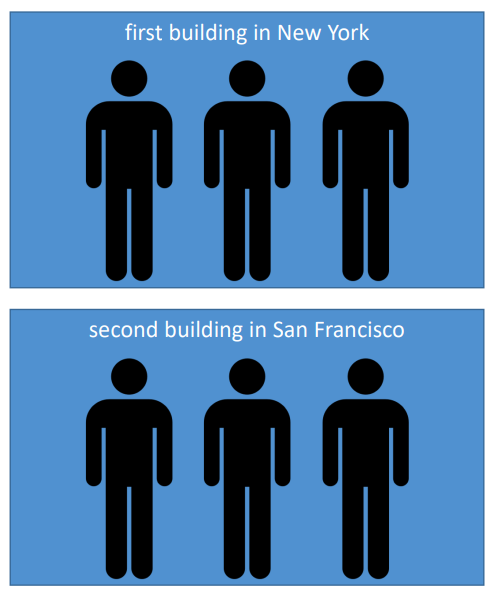 first building in New York
second building in San Francisco